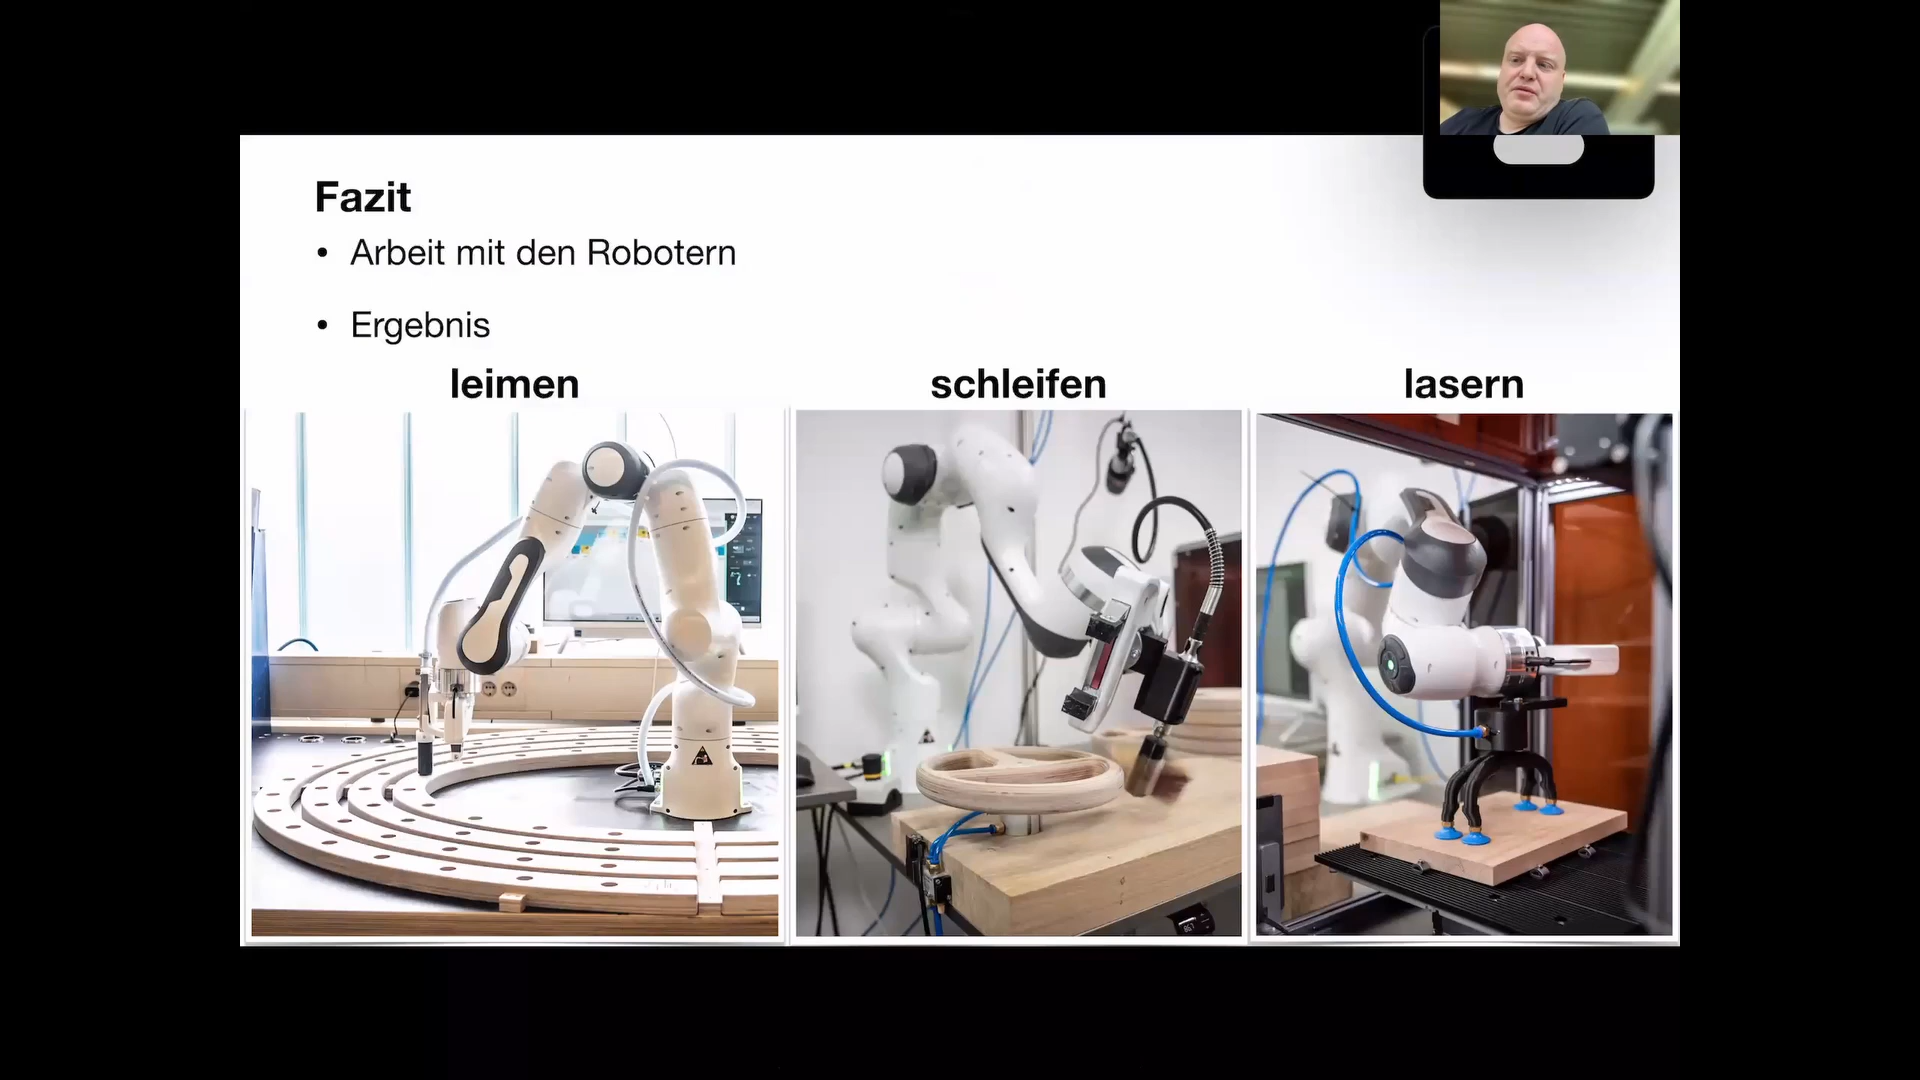 Fazit
• Arbeit mit den Robotern
• Ergebnis
leimen
schleifen
lasern